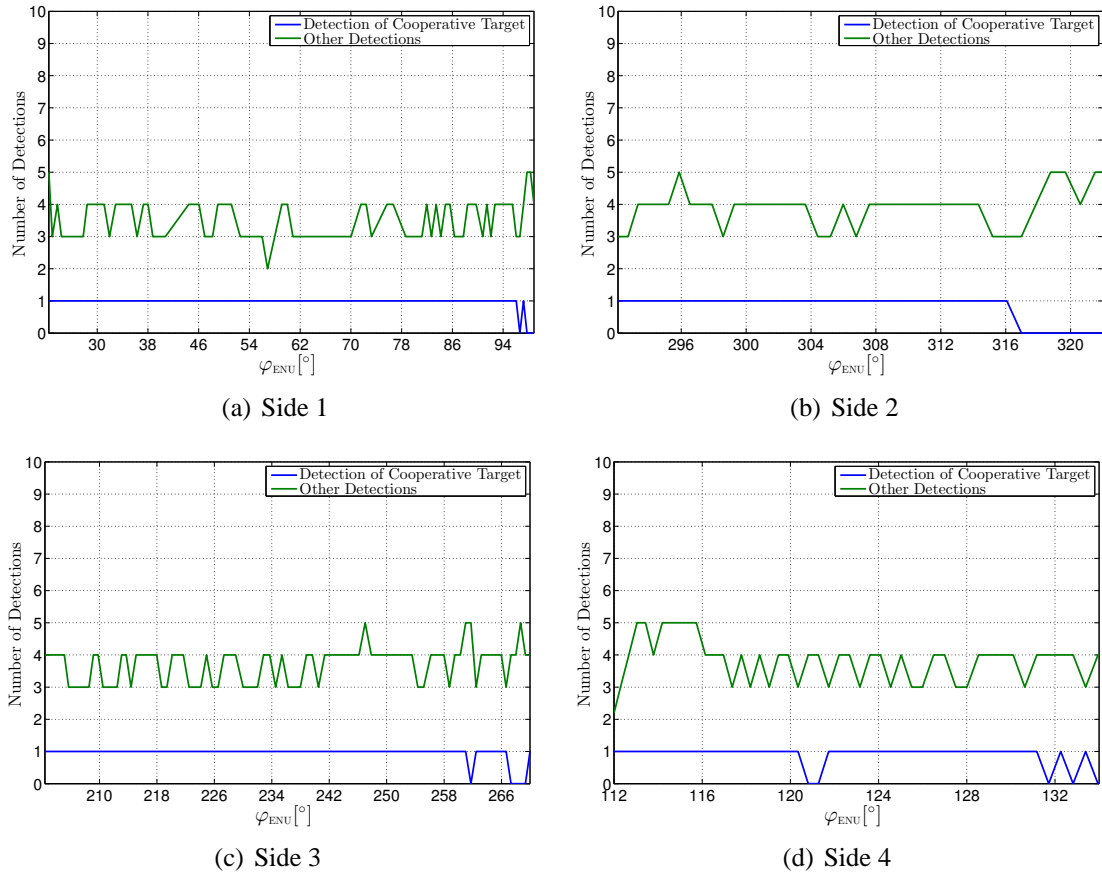 Detection of Cooperative Target
Other Detections
10
9
8
7
6
5
4
3
2
1
0
Number of Detections
30 38 46 54 62 70 78 86 94
φENU[°]
(a) Side 1
Detection of Cooperative Target
Other Detections
10
9
8
7
6
5
4
3
2
1
0
Number of Detections
296 300 304 308 312 316 320
φENU[°]
(b) Side 2
Detection of Cooperative Target
Other Detections
10
9
8
7
6
5
4
3
2
1
0
Number of Detections
210 218 226 234 242 250 258 266
φENU[°]
(c) Side 3
Detection of Cooperative Target
Other Detections
10
9
8
7
6
5
4
3
2
1
0
Number of Detections
112 116 120 124 128 132
φENU[°]
(d) Side 4